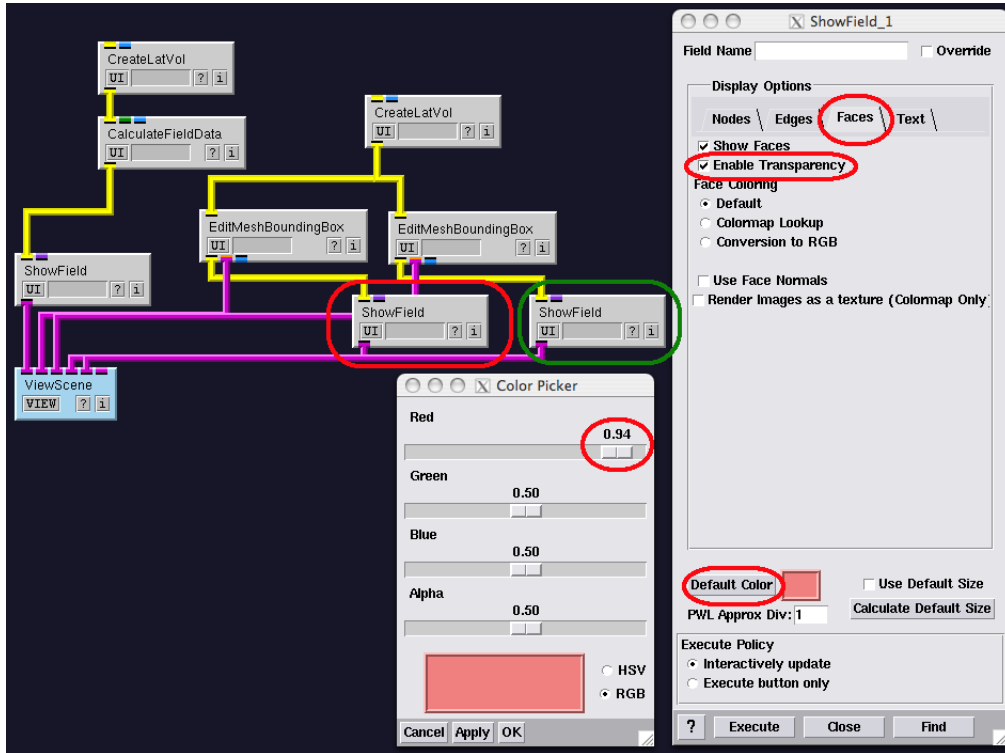 CreateLatVol
UI ? i
CalculateFieldData
UI ? i
CreateLatVol
UI ? i
EditMeshBoundingBox
UI ? i
EditMeshBoundingBox
UI ? i
ShowField
UI ? i
ShowField
UI ? i
ShowField
UI ? i
ViewScene
VIEW ? i
X Color Picker
Red
0.94
Green
0.50
Blue
0.50
Alpha
0.50
HSV
RGB
Cancel Apply OK
X ShowField_1
Field Name Override
Display Options
Nodes \ Edges \ Faces \ Text \
Show Faces
Enable Transparency
Face Coloring
Default
Colormap Lookup
Conversion to RGB
Use Face Normals
Render Images as a texture (Colormap Only)
Default Color Use Default Size
PWL Approx Div: 1 Calculate Default Size
Execute Policy
Interactively update
Execute button only
? Execute Close Find